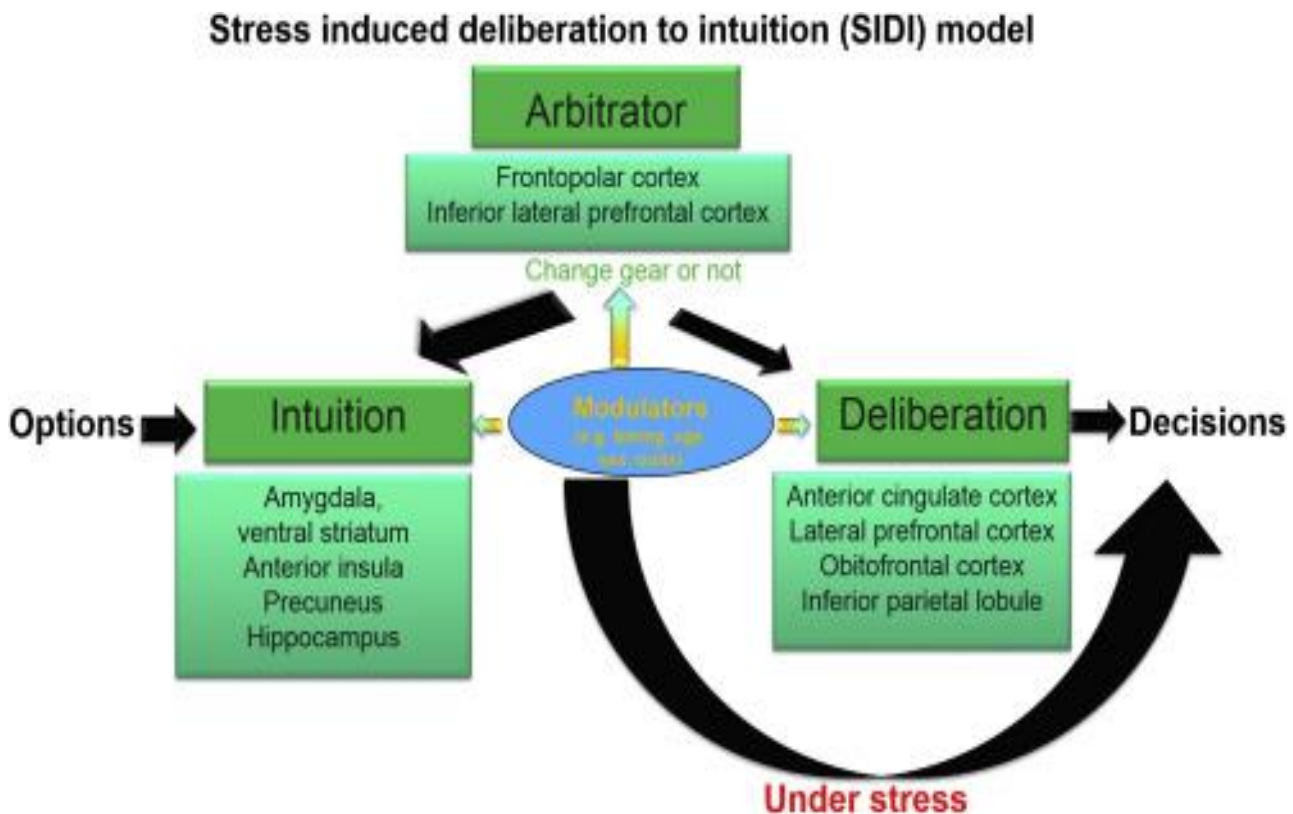 Stress induced deliberation to intuition (SIDI) model
Arbitrator
Frontopolar cortex
Inferior lateral prefrontal cortex
Change gear or not
Options
Intuition
Amygdala,
ventral striatum
Anterior insula
Precuneus
Hippocampus
Modulators
(e.g. age,
sex,
Deliberation
Anterior cingulate cortex
Lateral prefrontal cortex
Obitofrontal cortex
Inferior parietal lobule
Decisions
Under stress